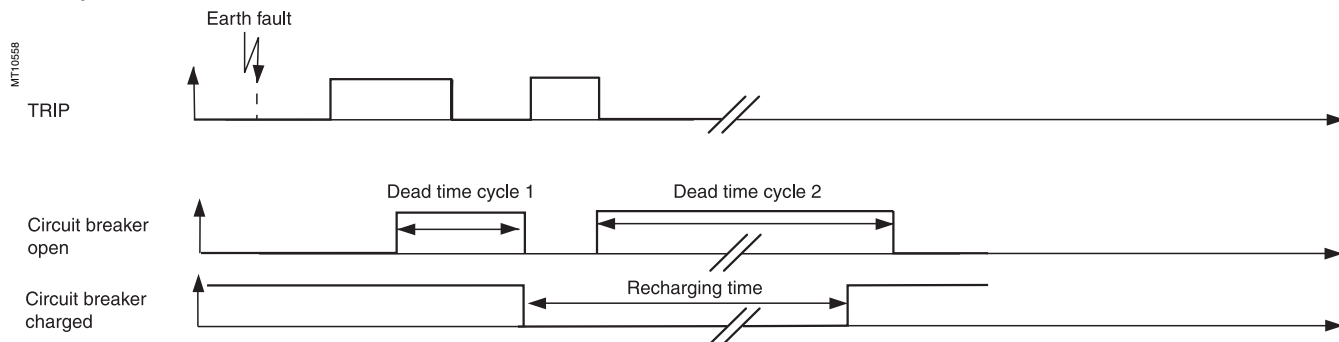 Earth fault
MT10558
TRIP
Dead time cycle 1
Dead time cycle 2
Circuit breaker
open
Recharging time
Circuit breaker
charged